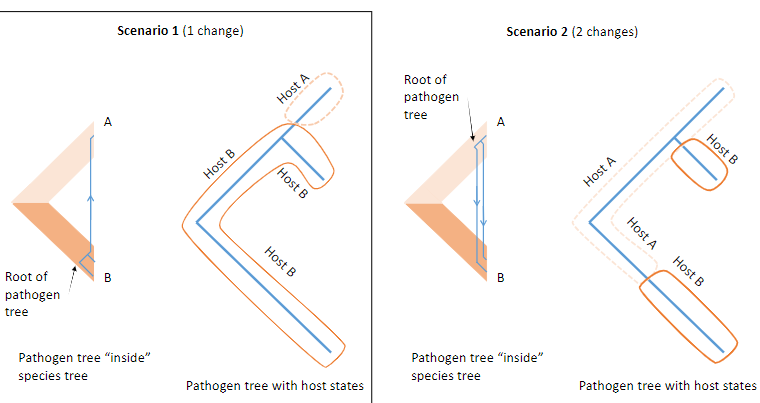 Scenario 1 (1 change)
Host A
A
Host B
Host B
Host B
Root of
pathogen
tree
B
Pathogen tree “inside”
species tree
Pathogen tree with host states
Scenario 2 (2 changes)
Root of
pathogen
tree
A
Host B
Host A
Host A
Host B
B
Pathogen tree “inside”
species tree
Pathogen tree with host states